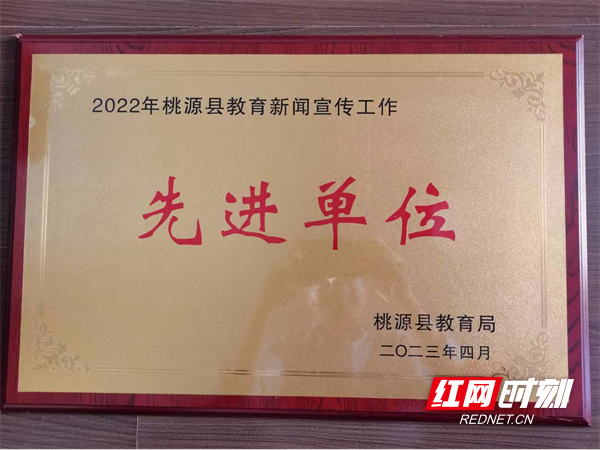 2022年桃源县教育新闻宣传工作
先进单位
桃源县教育局
二〇二三年四月
红网时刻
REDNET.CN